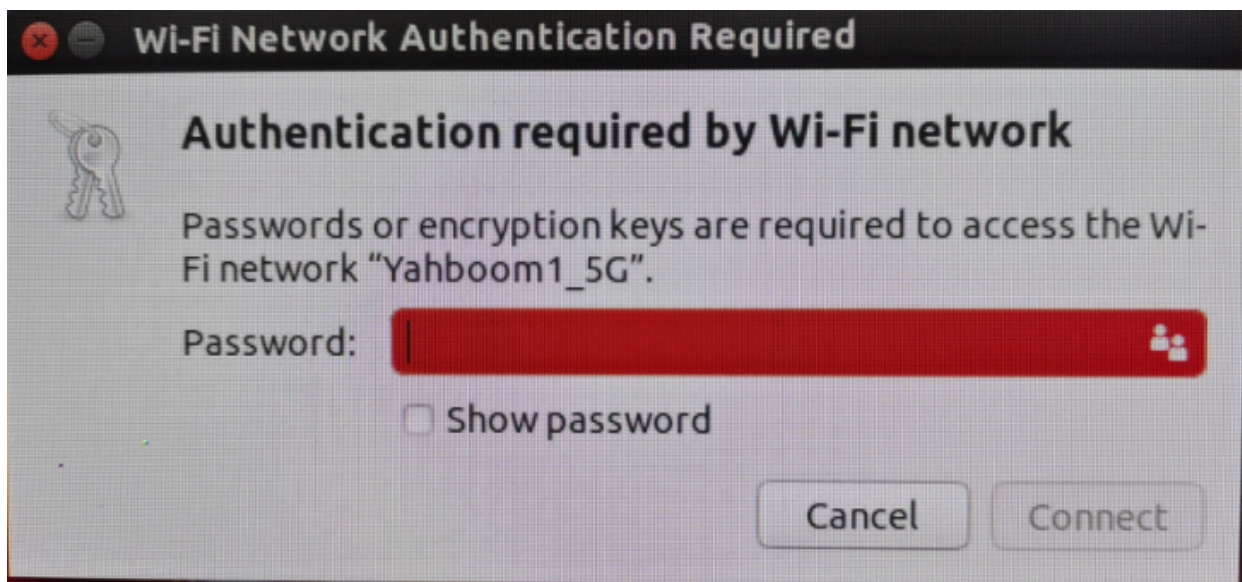 Wi-Fi Network Authentication Required
Authentication required by Wi-Fi network
Passwords or encryption keys are required to access the Wi-
Fi network “Yahboom1_5G”.
Password:
Show password
Cancel
Connect